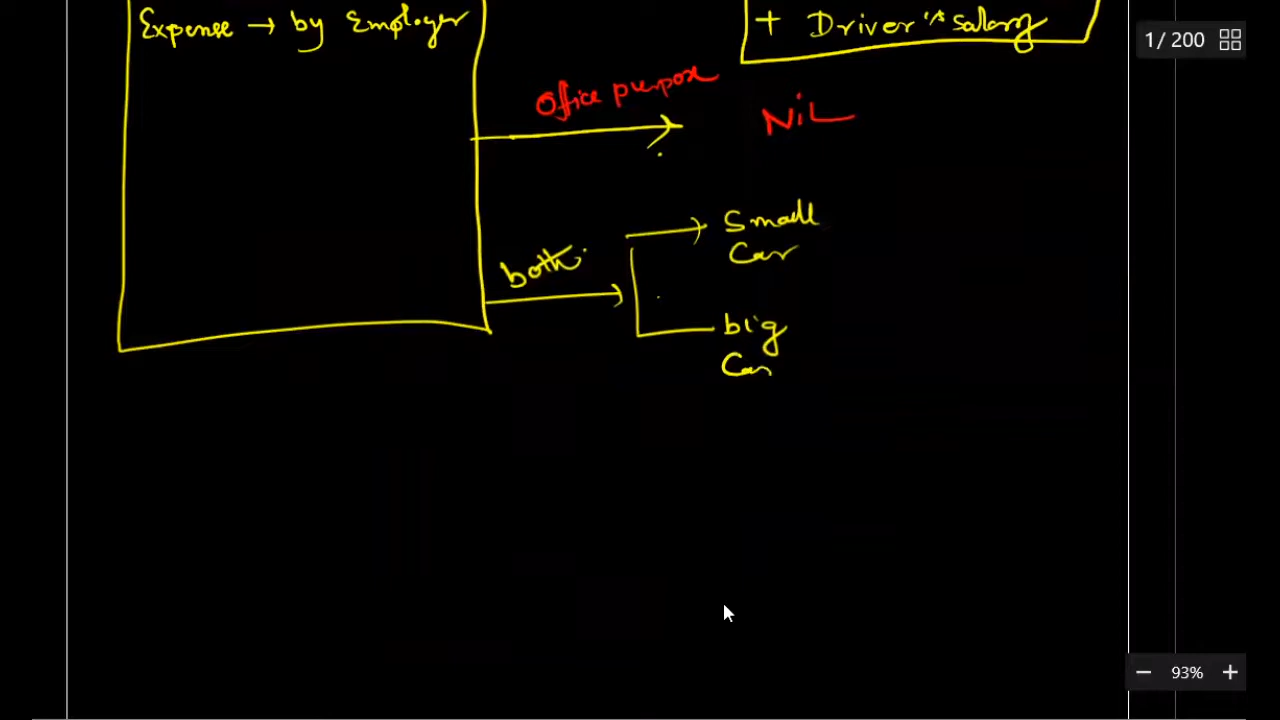 Expense → by Employer
+ Driver's salary
1 / 200
Office purpose
NiL
Small
Car
both
big
Car
93%